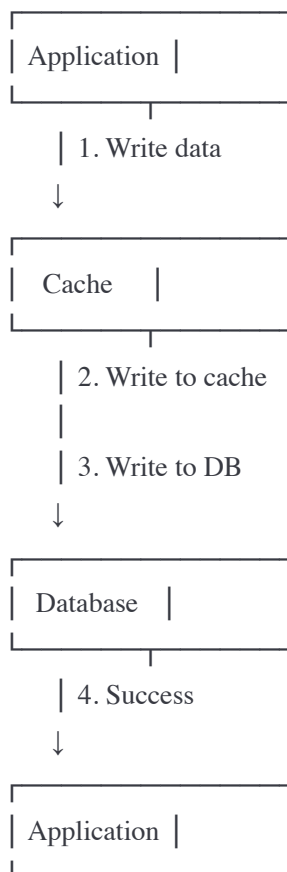 Application
1. Write data
Cache
2. Write to cache
3. Write to DB
Database
4. Success
Application